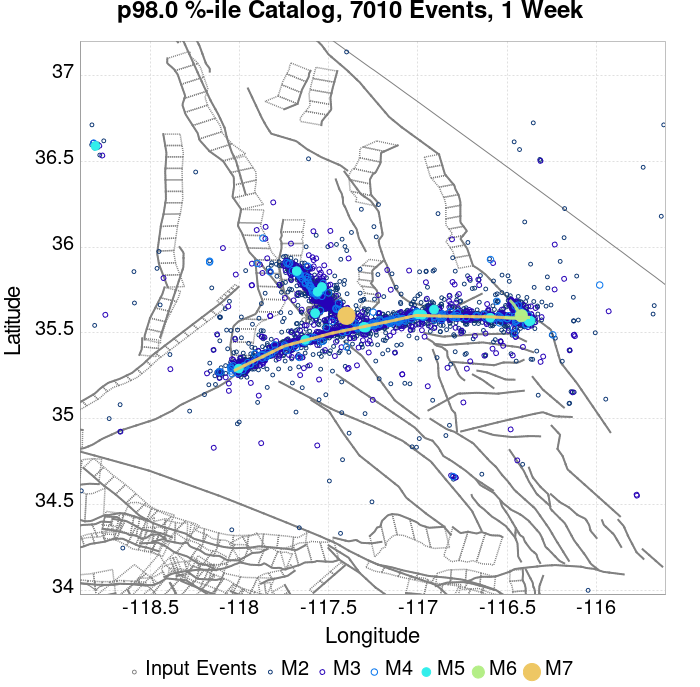 p98.0 %-ile Catalog, 7010 Events, 1 Week
37
36.5
36
35.5
35
34.5
34
Latitude
-118.5 -118 -117.5 -117 -116.5 -116
Longitude
Input Events M2 M3 M4 M5 M6 M7